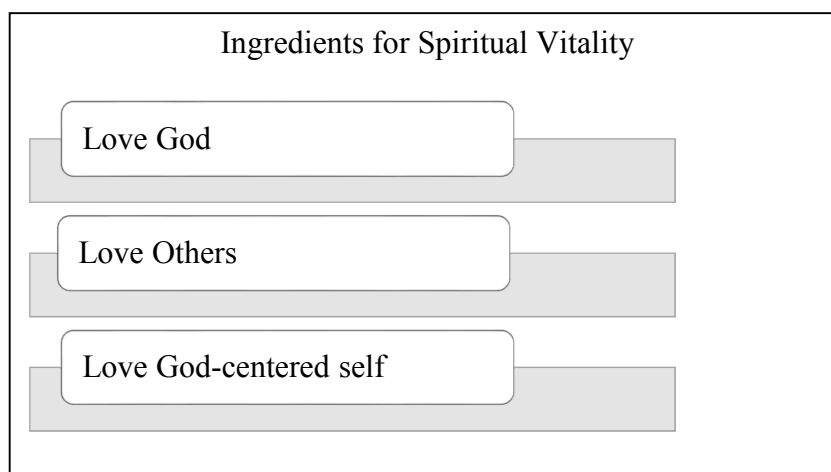 Ingredients for Spiritual Vitality
Love God
Love Others
Love God-centered self